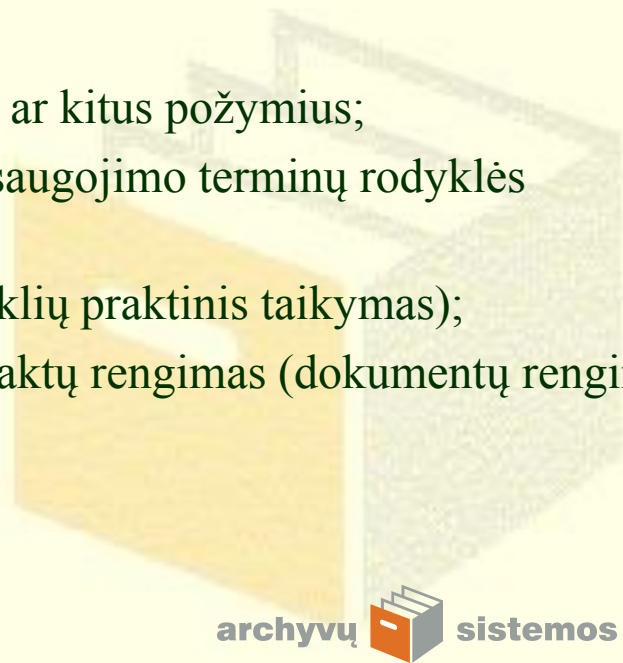 ar kitus požymius;
saugojimo terminų rodyklės
klių praktinis taikymas);
aktų rengimas (dokumentų rengi
archyvų sistemos